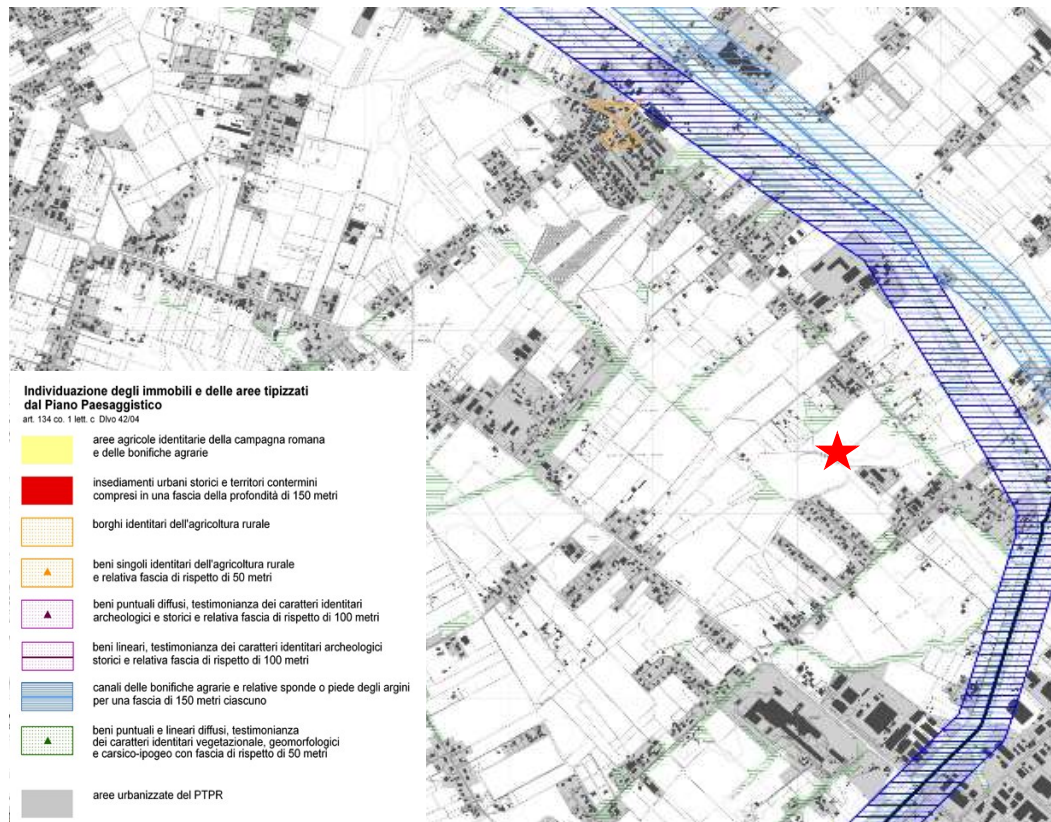 Individuazione degli immobili e delle aree tipizzati
dal Piano Paesaggistico
art. 134 co. 1 lett. c Dlvo 42/04
aree agricole identitarie della campagna romana
e delle bonifiche agrarie
insediamenti urbani storici e territori contermini
compresi in una fascia della profondità di 150 metri
borghi identitari dell'agricoltura rurale
beni singoli identitari dell'agricoltura rurale
e relativa fascia di rispetto di 50 metri
beni puntuali diffusi, testimonianza dei caratteri identitari
archeologici e storici e relativa fascia di rispetto di 100 metri
beni lineari, testimonianza dei caratteri identitari archeologici
storici e relativa fascia di rispetto di 100 metri
canali delle bonifiche agrarie e relative sponde o piede degli argini
per una fascia di 150 metri ciascuno
beni puntuali e lineari diffusi, testimonianza
dei caratteri identitari vegetazionale, geomorfologici
e carsico-ipogeo con fascia di rispetto di 50 metri
aree urbanizzate del PTPR